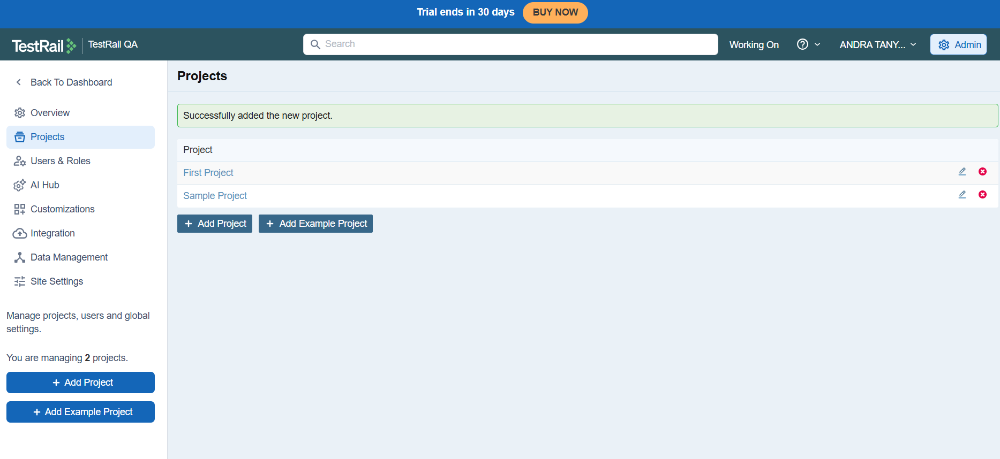 Trial ends in 30 days BUY NOW
TestRail TestRail QA Search Working On ANDRA TANY... Admin
Back To Dashboard
Overview
Projects
Users & Roles
AI Hub
Customizations
Integration
Data Management
Site Settings
Manage projects, users and global
settings.
You are managing 2 projects.
+ Add Project
+ Add Example Project
Projects
Successfully added the new project.
Project
First Project
Sample Project
+ Add Project + Add Example Project